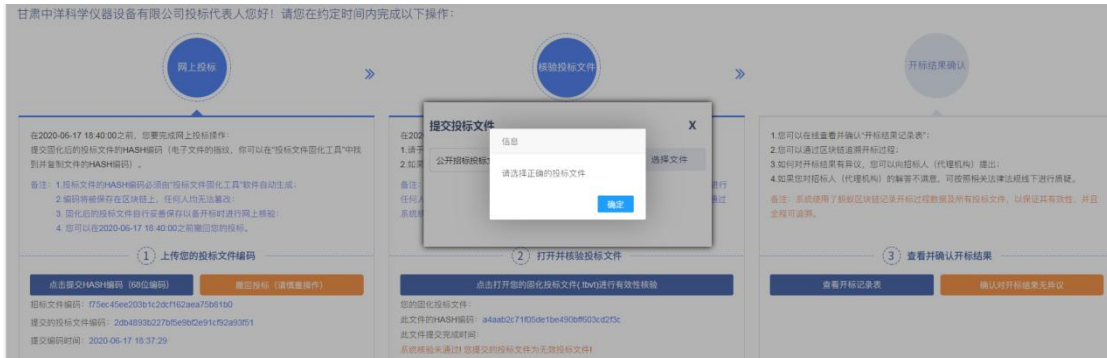 甘肃中洋科学仪器设备有限公司投标代表人您好！请您在约定时间内完成以下操作：
网上投标
核验投标文件
开标结果确认
在2020-06-17 18:40:00之前，您要完成网上投标操作：
提交固化后的投标文件的HASH编码（电子文件的指纹，你可以在"投标文件固化工具"中找
到并复制文件的HASH编码）。
备注：1.投标文件的HASH编码必须由"投标文件固化工具"软件自动生成；
2.编码将被保存在区块链上，任何人均无法篡改；
3. 固化后的投标文件自行妥善保存以备开标时进行网上核验；
4. 您可以在2020-06-17 18:40:00之前撤回您的投标。
1 上传您的投标文件编码
点击提交HASH编码（68位编码）
撤回投标（请慎重操作）
招标文件编码：f75ec45ee203b1c2dcf162aea75b81b0
提交的投标文件编码：2db4893b227bf5e9bf2e91cf92a93f51
提交编码时间：2020-06-17 18:37:29
在202
1.请于
2.如果
备注：
任何人
系统核
进行
通过
提交投标文件
X
公开招标投标文
选择文件
信息
请选择正确的投标文件
确定
2 打开并核验投标文件
点击打开您的固化投标文件(.tbvt)进行有效性核验
您的固化投标文件：
此文件的HASH编码：a4aab2c71f05de1be490bff603cd2f3c
此文件提交完成时间：
系统核验未通过! 您提交的投标文件为无效投标文件!
1.您可以在线查看并确认"开标结果记录表"；
2.您可以通过区块链追溯开标过程；
3.如何对开标结果有异议，您可以向招标人（代理机构）提出；
4.如果您对招标人（代理机构）的解答不满意，可按照相关法律法规线下进行质疑。
备注：系统使用了蚂蚁区块链记录开标过程数据及所有投标文件，以保证其有效性，并且
全程可追溯。
3 查看并确认开标结果
查看开标记录表
确认对开标结果无异议